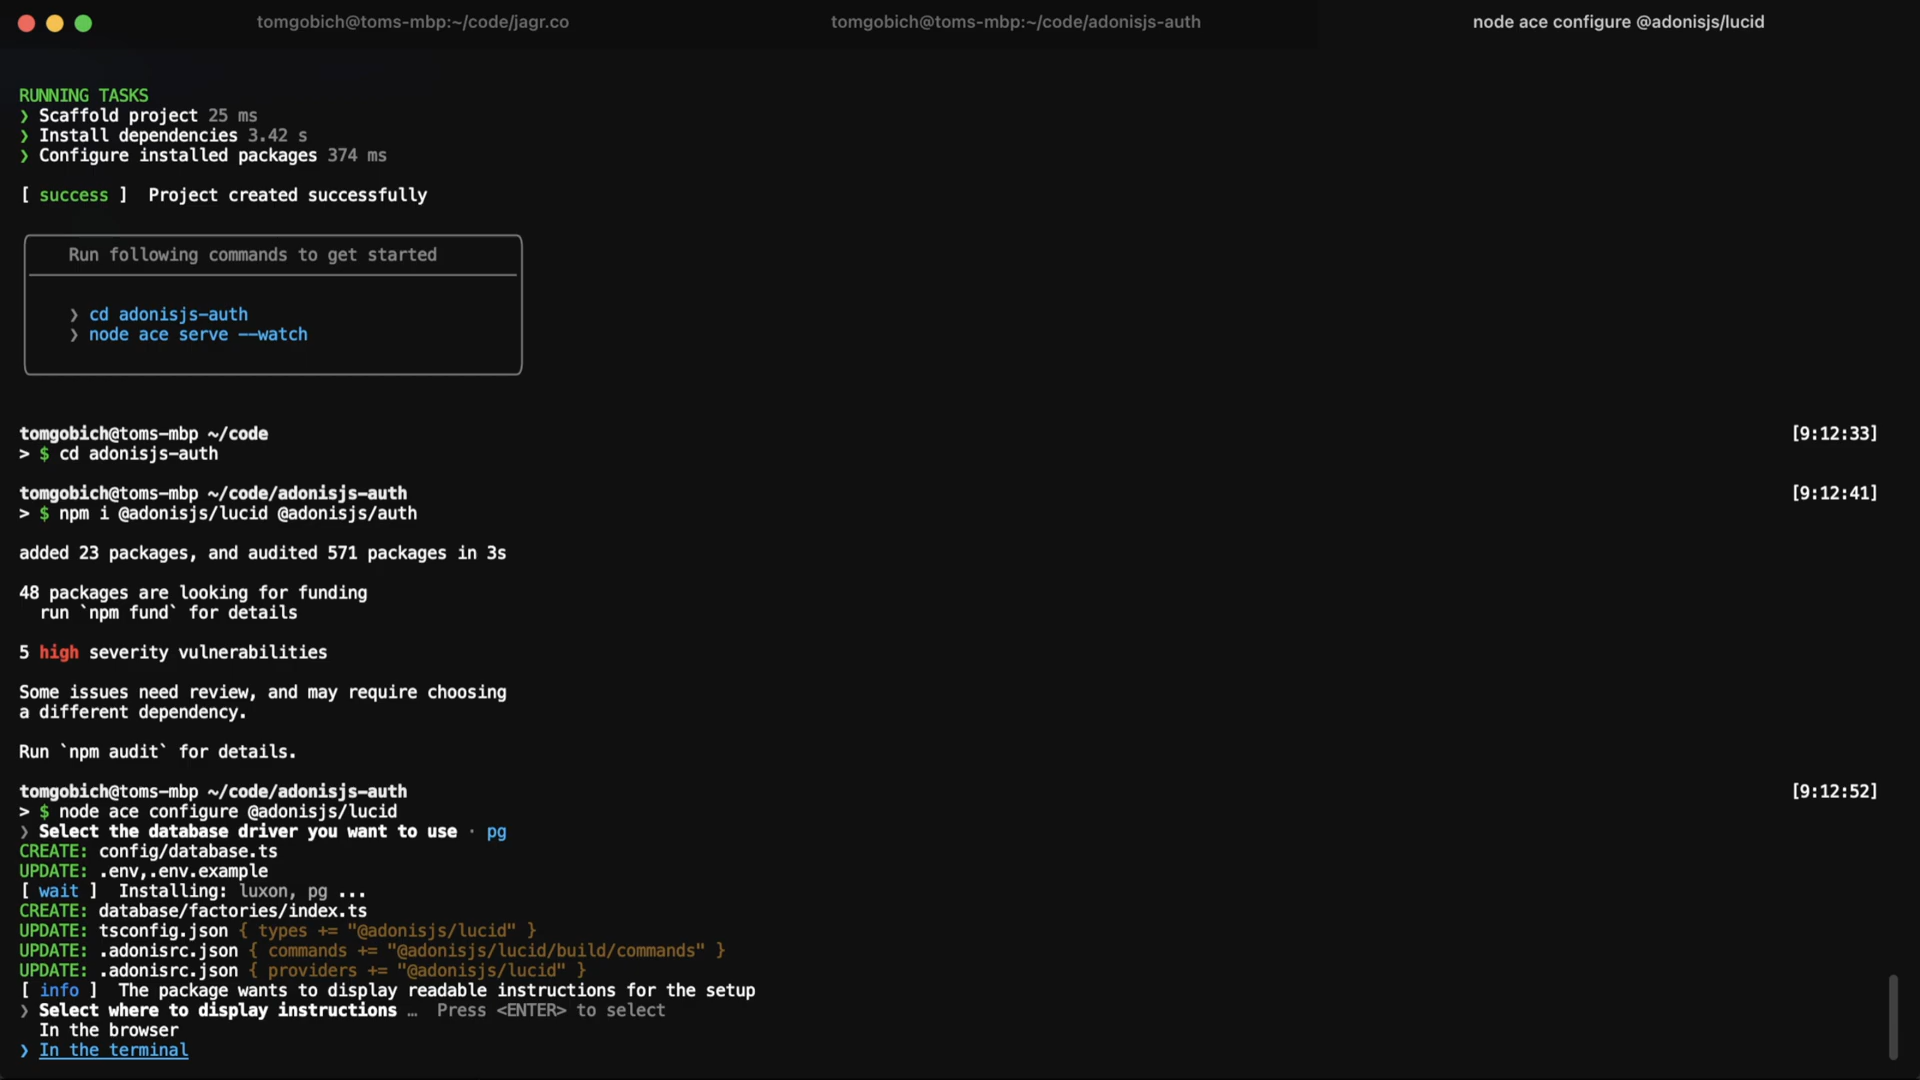 tomgobich@toms-mbp:~/code/jagr.co
tomgobich@toms-mbp:~/code/adonisjs-auth
node ace configure @adonisjs/lucid
RUNNING TASKS
❯ Scaffold project 25 ms
❯ Install dependencies 3.42 s
❯ Configure installed packages 374 ms
[ success ]  Project created successfully
Run following commands to get started
❯ cd adonisjs-auth
❯ node ace serve --watch
tomgobich@toms-mbp ~/code [9:12:33]
> $ cd adonisjs-auth
tomgobich@toms-mbp ~/code/adonisjs-auth [9:12:41]
> $ npm i @adonisjs/lucid @adonisjs/auth
added 23 packages, and audited 571 packages in 3s
48 packages are looking for funding
run `npm fund` for details
5 high severity vulnerabilities
Some issues need review, and may require choosing
a different dependency.
Run `npm audit` for details.
tomgobich@toms-mbp ~/code/adonisjs-auth [9:12:52]
> $ node ace configure @adonisjs/lucid
❯ Select the database driver you want to use · pg
CREATE: config/database.ts
UPDATE: .env,.env.example
[ wait ]  Installing: luxon, pg ...
CREATE: database/factories/index.ts
UPDATE: tsconfig.json { types += "@adonisjs/lucid" }
UPDATE: .adonisrc.json { commands += "@adonisjs/lucid/build/commands" }
UPDATE: .adonisrc.json { providers += "@adonisjs/lucid" }
[ info ]  The package wants to display readable instructions for the setup
❯ Select where to display instructions …  Press <ENTER> to select
In the browser
❯ In the terminal